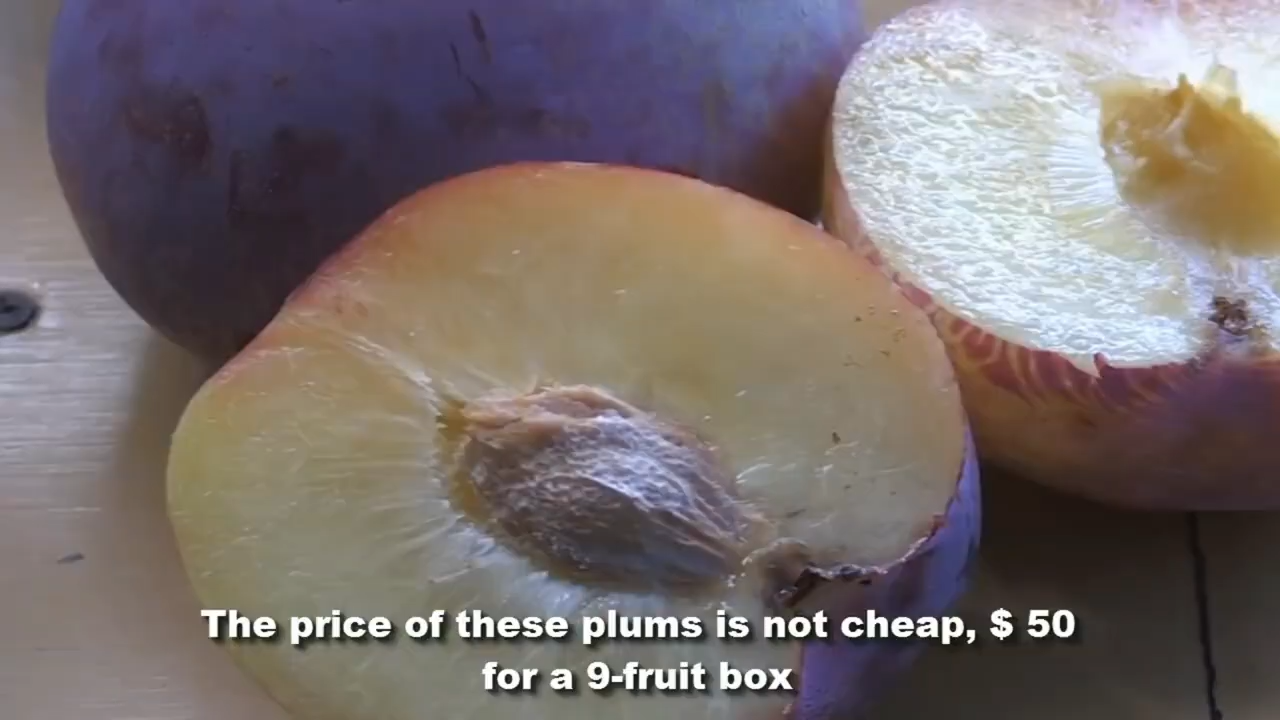 The price of these plums is not cheap, $ 50
for a 9-fruit box